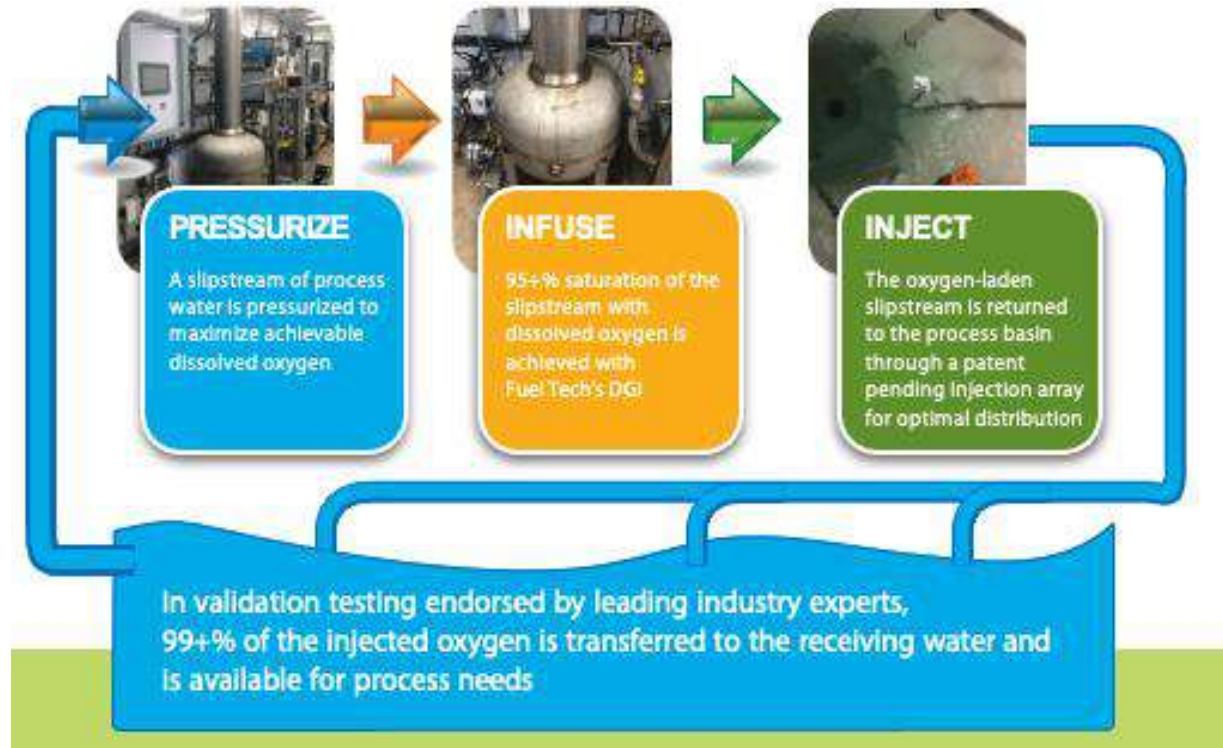 PRESSURIZE
A slipstream of process
water is pressurized to
maximize achievable
dissolved oxygen
INFUSE
95+% saturation of the
slipstream with
dissolved oxygen is
achieved with
Fuel Tech's DGI
INJECT
The oxygen-laden
slipstream is returned
to the process basin
through a patent
pending injection array
for optimal distribution
In validation testing endorsed by leading industry experts,
99+% of the injected oxygen is transferred to the receiving water and
is available for process needs